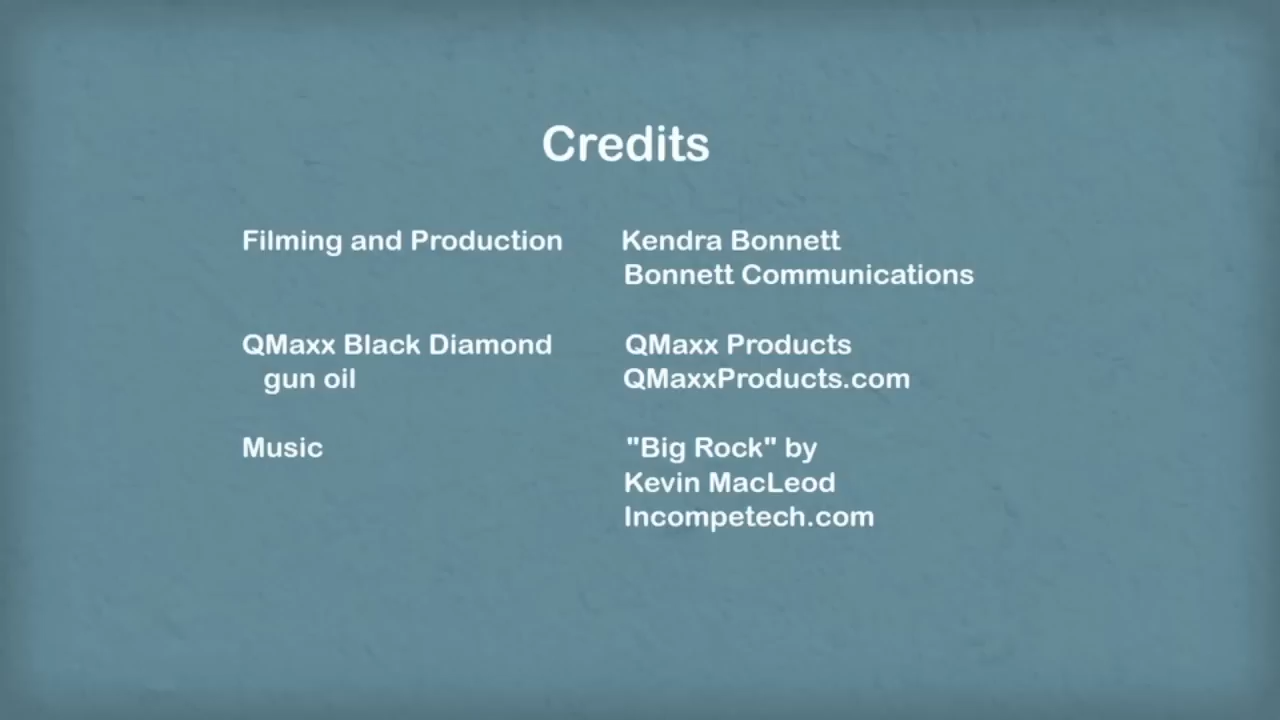 Credits
Filming and Production Kendra Bonnett
Bonnett Communications
QMaxx Black Diamond QMaxx Products
gun oil QMaxxProducts.com
Music "Big Rock" by
Kevin MacLeod
Incompetech.com